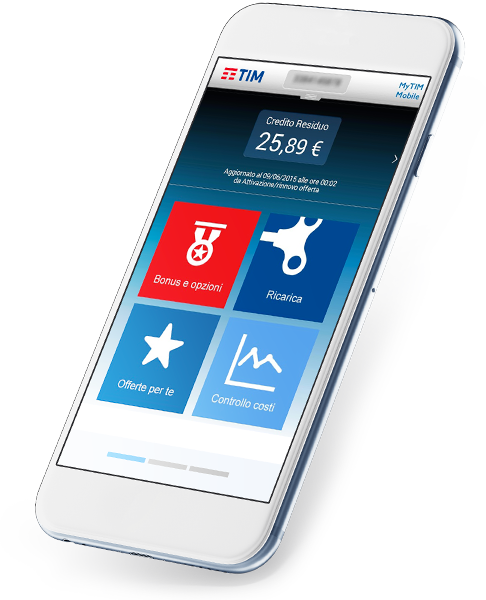 TIM
MyTIM
Mobile
Credito Residuo
25,89 €
Aggiornato al 09/06/2015 alle ore 00:02
da Attivazione/rinnovo offerta
Bonus e opzioni
Ricarica
Offerte per te
Controllo costi